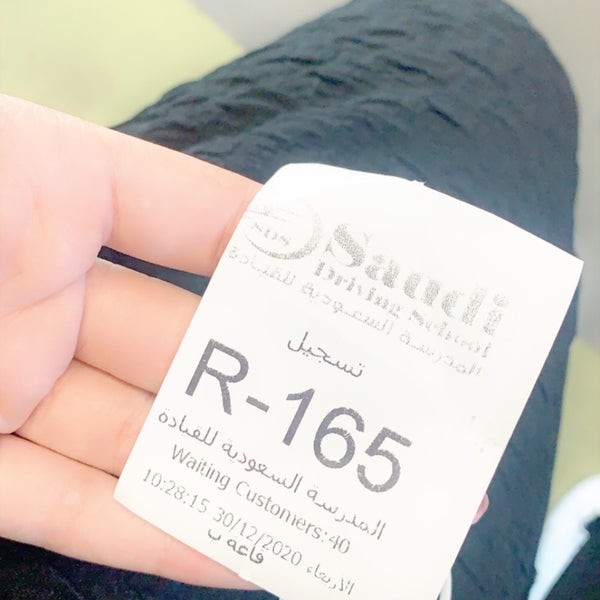 SDS
Saudi
Driving School
المدرسة السعودية للقيادة
تسجيل
R-165
المدرسة السعودية للقيادة
Waiting Customers:40
10:28:15 30/12/2020 الاربعاء
قاعه ب